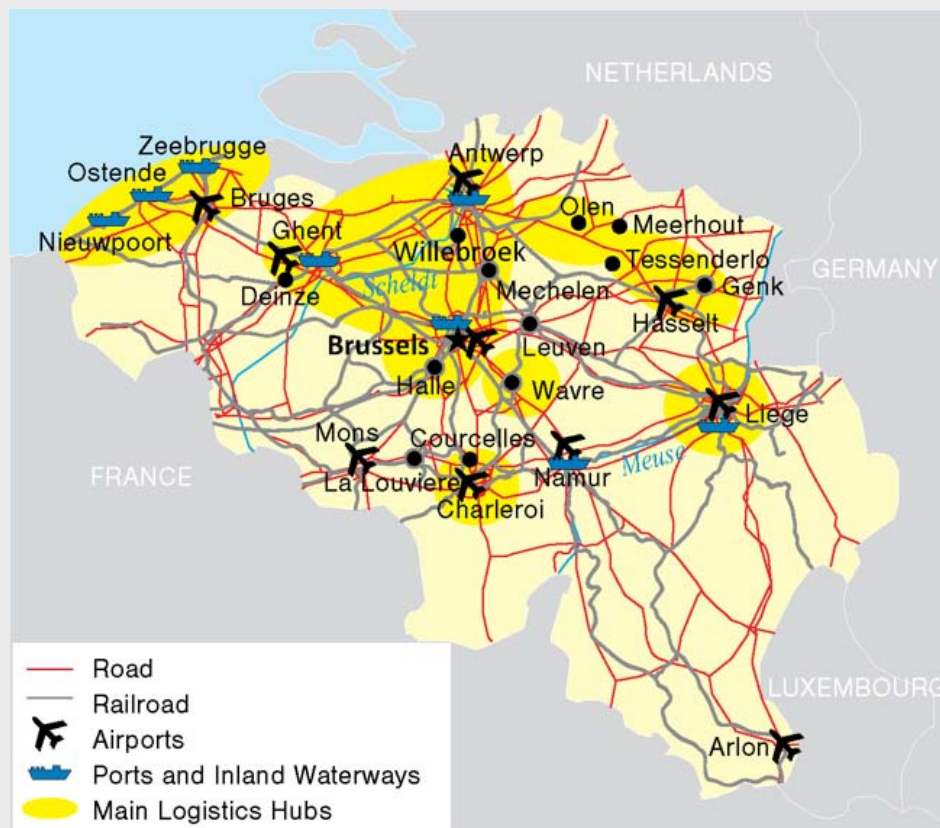 NETHERLANDS
Zeebrugge
Antwerp
Ostende
Bruges
Olen
Meerhout
Ghent
Nieuwpoort
Willebroek
Tessenderlo
GERMANY
Scheldt
Mechelen
Genk
Deinze
Hasselt
Brussels
Leuven
Halle
Wavre
Liege
Mons
Courcelles
Meuse
FRANCE
La Louviere
Namur
Charleroi
Road
LUXEMBOURG
Railroad
Airports
Arlon
Ports and Inland Waterways
Main Logistics Hubs